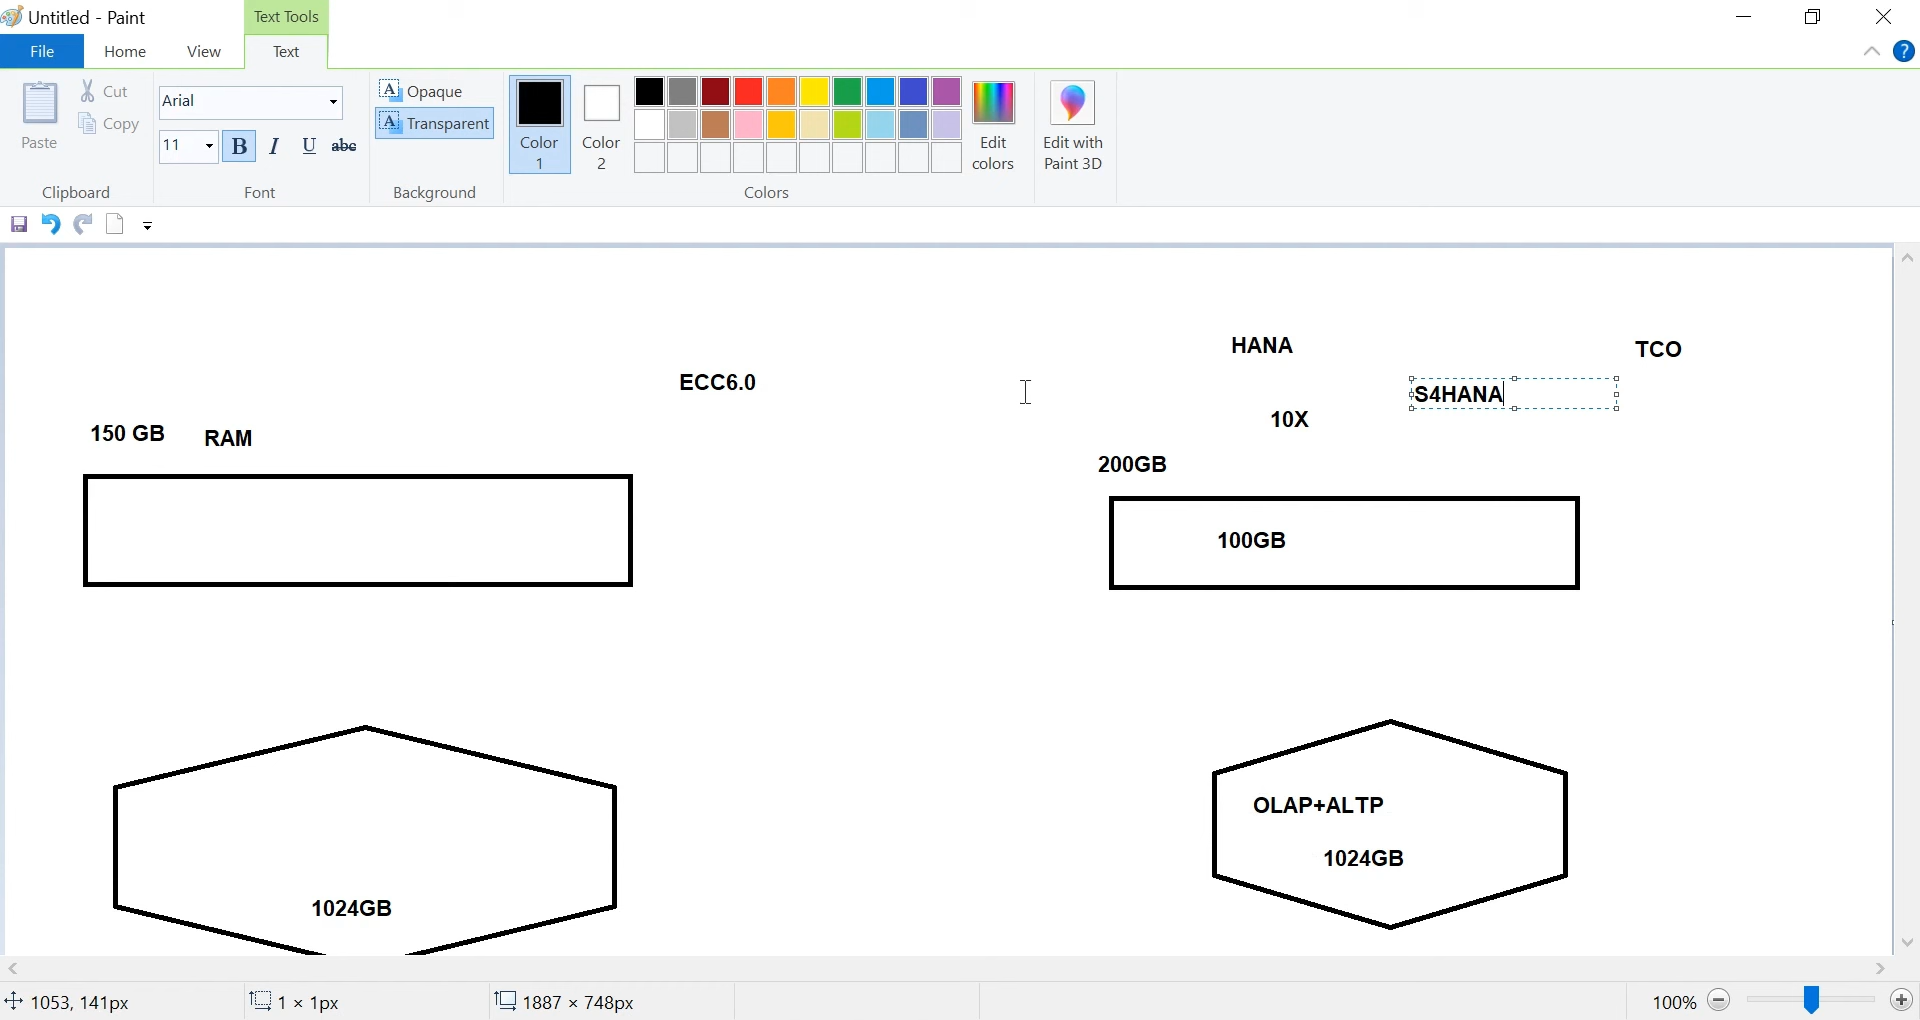 Untitled - Paint
Text Tools
File
Home
View
Text
?
Paste
Cut
Copy
Clipboard
Arial
11
B
I
U
abc
Font
A Opaque
A Transparent
Background
Color 1
Color 2
Edit colors
Colors
Edit with Paint 3D
HANA
TCO
ECC6.0
S4HANA
10X
150 GB
RAM
200GB
100GB
OLAP+ALTP
1024GB
1024GB
1053, 141px
1 × 1px
1887 × 748px
100%